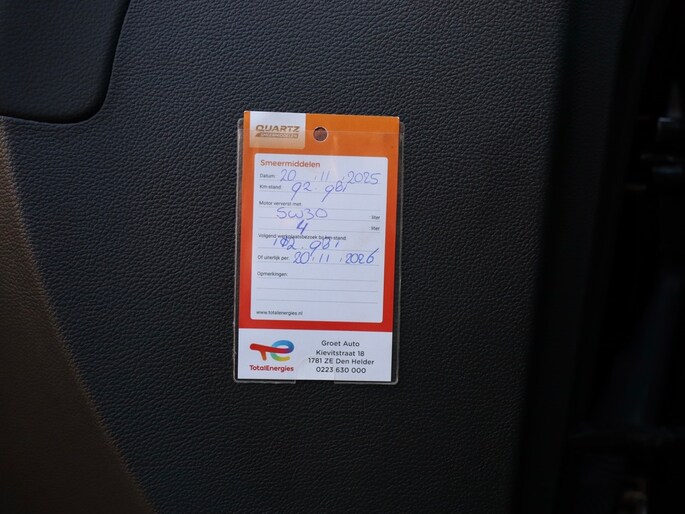 QUARTZ
Smeermiddelen
Datum: 20 . 11 . 2025
Km-stand: 92.981
Motor ververst met:
5W30 liter
4 liter
Volgend werkplaatsbezoek bij km-stand:
112.981
Of uiterlijk per: 20 . 11 . 2026
Opmerkingen:
www.totalenergies.nl
TotalEnergies
Groet Auto
Kievitstraat 18
1781 ZE Den Helder
0223 630 000